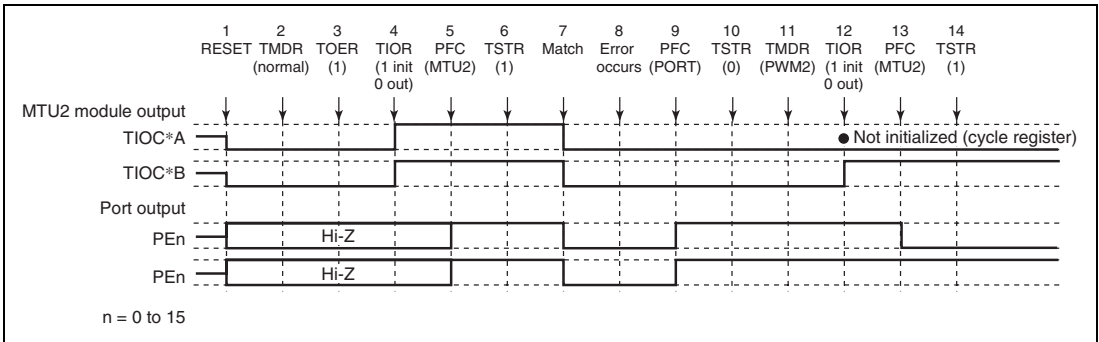 1 2 3 4 5 6 7 8 9 10 11 12 13 14
RESET TMDR TOER TIOR PFC TSTR Match Error PFC TSTR TMDR TIOR PFC TSTR
(normal) (1) (1 init (MTU2) (1) occurs (PORT) (0) (PWM2) (1 init (MTU2) (1)
0 out) 0 out)
MTU2 module output
TIOC*A ● Not initialized (cycle register)
TIOC*B
Port output
PEn Hi-Z
PEn Hi-Z
n = 0 to 15